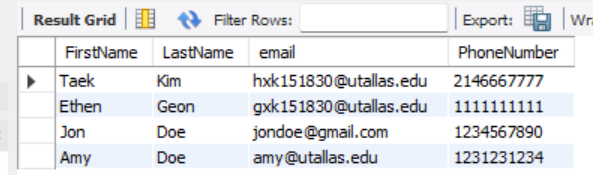 Result Grid Filter Rows: Export: Wra
FirstName LastName email PhoneNumber
Taek Kim hxk151830@utallas.edu 2146667777
Ethen Geon gxk151830@utallas.edu 1111111111
Jon Doe jondoe@gmail.com 1234567890
Amy Doe amy@utallas.edu 1231231234